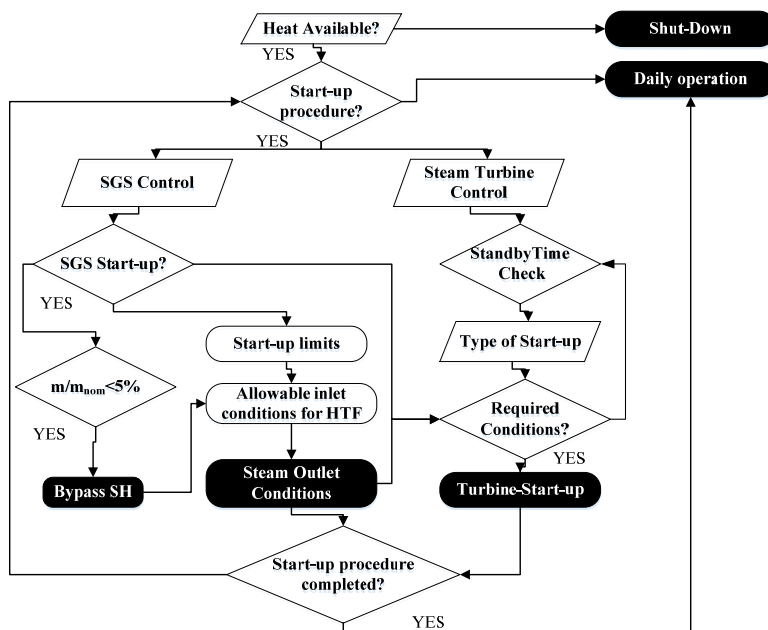 Heat Available?
Shut-Down
YES
Daily operation
Start-up
procedure?
YES
SGS Control
Steam Turbine
Control
SGS Start-up?
StandbyTime
Check
YES
Start-up limits
Type of Start-up
m/mnom<5%
Allowable inlet
conditions for HTF
Required
Conditions?
YES
YES
Bypass SH
Steam Outlet
Conditions
Turbine-Start-up
Start-up procedure
completed?
YES